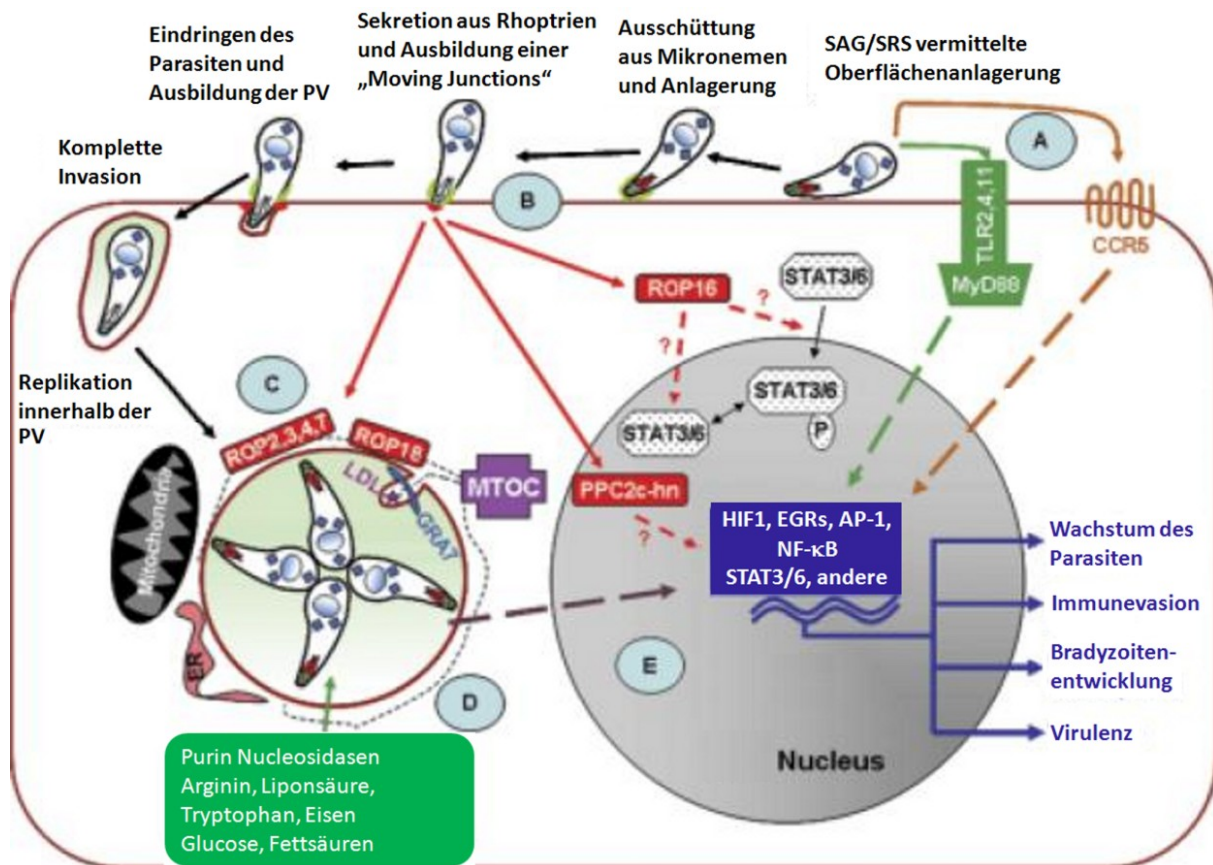 Eindringen des
Parasiten und
Ausbildung der PV
Sekretion aus Rhoptrien
und Ausbildung einer
„Moving Junctions“
Ausschüttung
aus Mikronemen
und Anlagerung
SAG/SRS vermittelte
Oberflächenanlagerung
Komplette
Invasion
A
B
TLR2,4,11
MyD88
CCR5
ROP16
STAT3/6
?
?
STAT3/6
P
STAT3/6
Replikation
innerhalb der
PV
C
ROP2,3,4,7
ROP18
LDL
GRA7
MTOC
Mitochondria
ER
PPC2c-hn
?
HIF1, EGRs, AP-1,
NF-κB
STAT3/6, andere
Wachstum des
Parasiten
Immunevasion
Bradyzoiten-
entwicklung
Virulenz
D
E
Nucleus
Purin Nucleosidasen
Arginin, Liponsäure,
Tryptophan, Eisen
Glucose, Fettsäuren